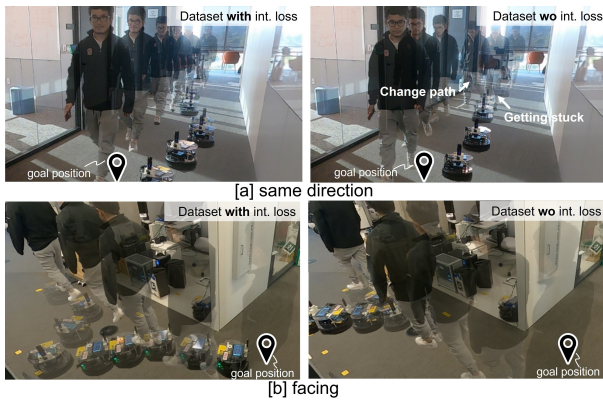 Dataset with int. loss
Dataset wo int. loss
Change path
Getting stuck
goal position
goal position
[a] same direction
Dataset with int. loss
Dataset wo int. loss
goal position
goal position
[b] facing